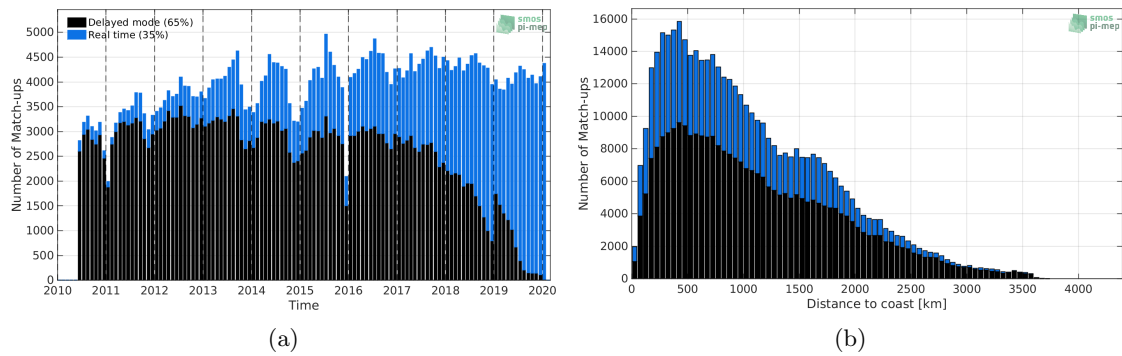 Delayed mode (65%)
Real time (35%)
smos
pi-mep
5000
4500
4000
3500
3000
2500
2000
1500
1000
500
0
Number of Match-ups
2010 2011 2012 2013 2014 2015 2016 2017 2018 2019 2020
Time
(a)
smos
pi-mep
16000
14000
12000
10000
8000
6000
4000
2000
0
Number of Match-ups
0 500 1000 1500 2000 2500 3000 3500 4000
Distance to coast [km]
(b)